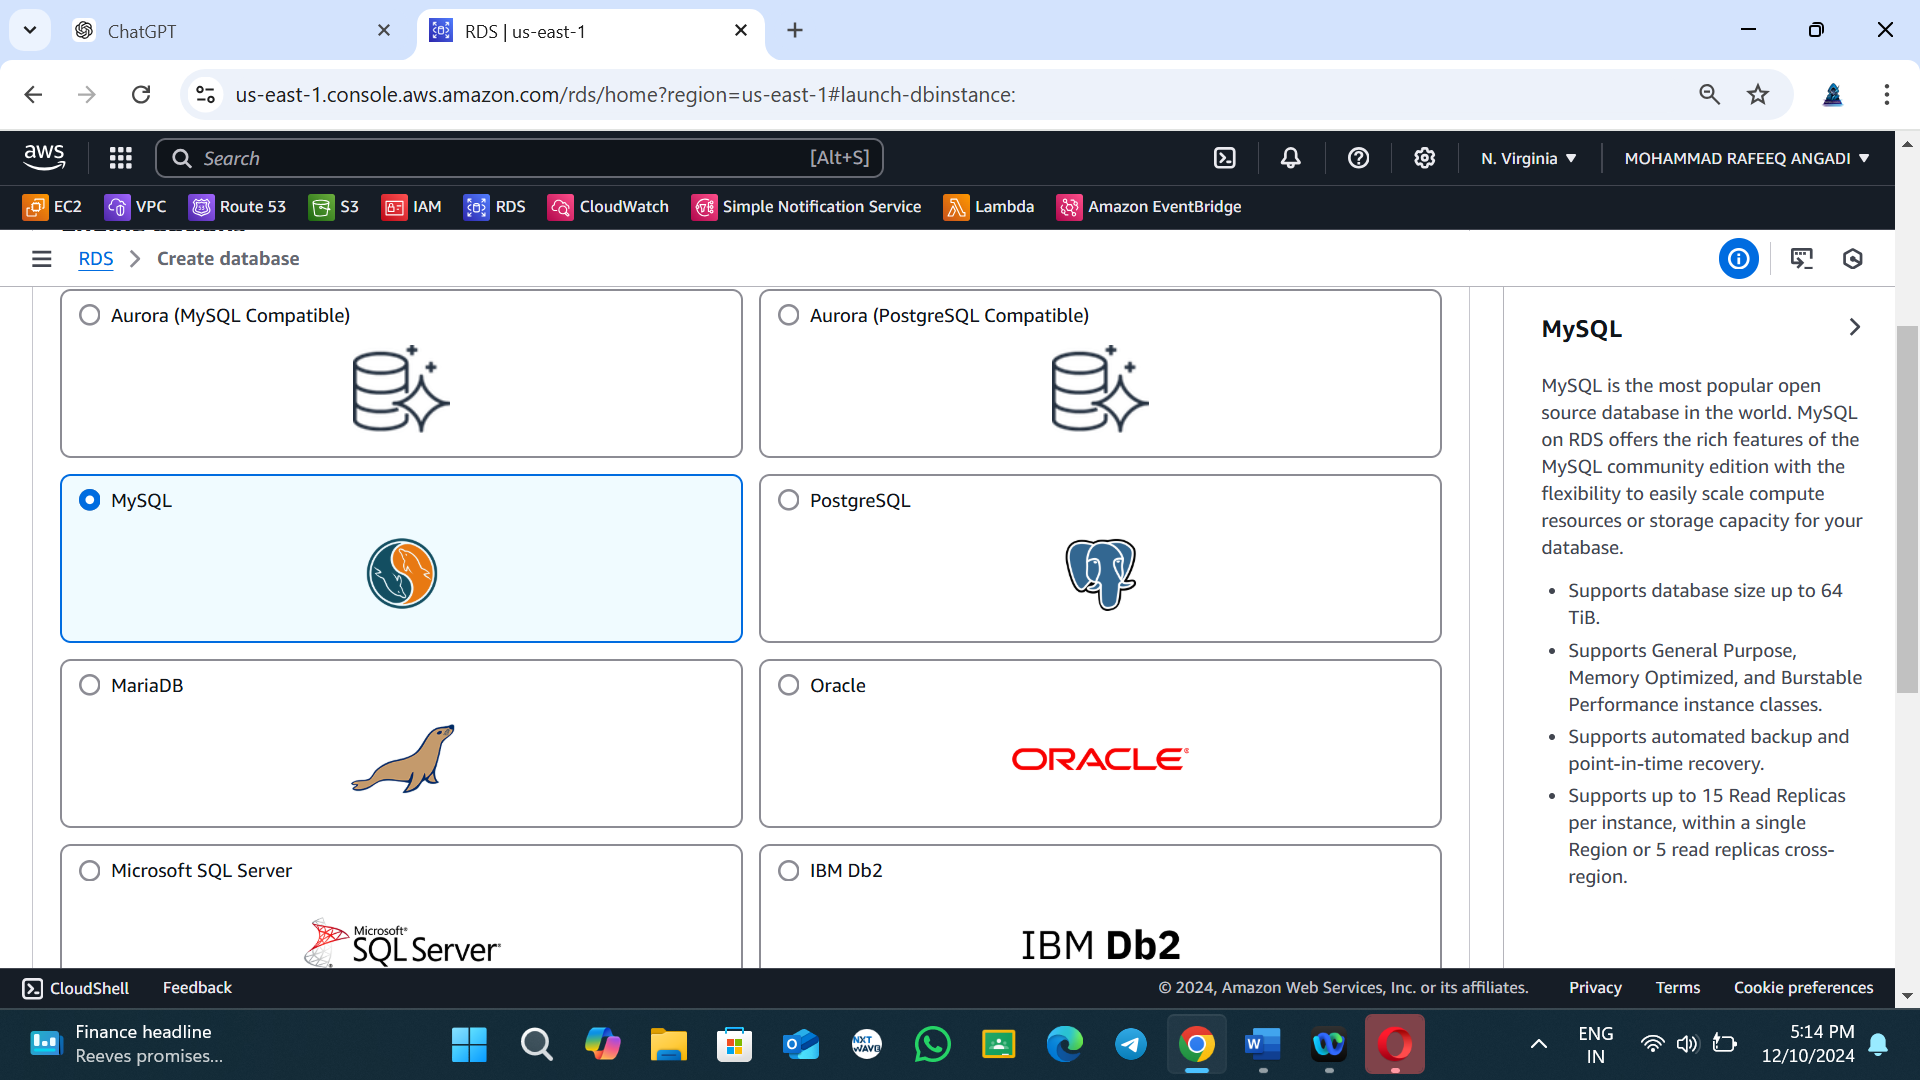 ChatGPT
RDS | us-east-1
us-east-1.console.aws.amazon.com/rds/home?region=us-east-1#launch-dbinstance:
aws
Search
[Alt+S]
N. Virginia
MOHAMMAD RAFEEQ ANGADI
EC2
VPC
Route 53
S3
IAM
RDS
CloudWatch
Simple Notification Service
Lambda
Amazon EventBridge
RDS
Create database
Aurora (MySQL Compatible)
Aurora (PostgreSQL Compatible)
MySQL
PostgreSQL
MariaDB
Oracle
ORACLE
Microsoft SQL Server
Microsoft
SQL Server
IBM Db2
IBM Db2
MySQL
MySQL is the most popular open
source database in the world. MySQL
on RDS offers the rich features of the
MySQL community edition with the
flexibility to easily scale compute
resources or storage capacity for your
database.
• Supports database size up to 64
TiB.
• Supports General Purpose,
Memory Optimized, and Burstable
Performance instance classes.
• Supports automated backup and
point-in-time recovery.
• Supports up to 15 Read Replicas
per instance, within a single
Region or 5 read replicas cross-
region.
CloudShell
Feedback
© 2024, Amazon Web Services, Inc. or its affiliates.
Privacy
Terms
Cookie preferences
Finance headline
Reeves promises...
NXT
WAVE
W
ENG
IN
5:14 PM
12/10/2024